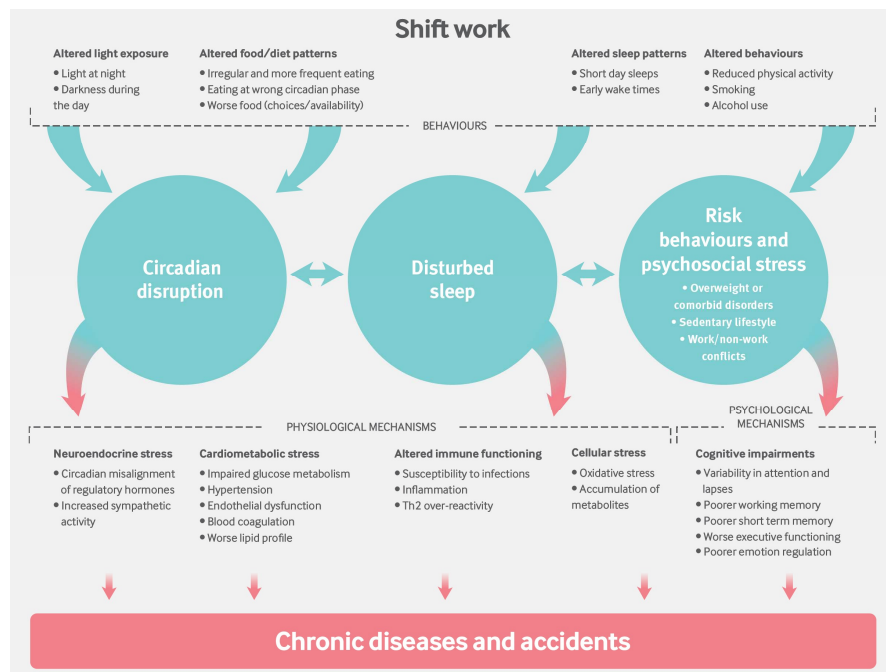 Shift work
Altered light exposure
• Light at night
• Darkness during
the day
Altered food/diet patterns
• Irregular and more frequent eating
• Eating at wrong circadian phase
• Worse food (choices/availability)
Altered sleep patterns
• Short day sleeps
• Early wake times
Altered behaviours
• Reduced physical activity
• Smoking
• Alcohol use
BEHAVIOURS
Circadian
disruption
Disturbed
sleep
Risk
behaviours and
psychosocial stress
• Overweight or
comorbid disorders
• Sedentary lifestyle
• Work/non-work
conflicts
PHYSIOLOGICAL MECHANISMS
PSYCHOLOGICAL
MECHANISMS
Neuroendocrine stress
• Circadian misalignment
of regulatory hormones
• Increased sympathetic
activity
Cardiometabolic stress
• Impaired glucose metabolism
• Hypertension
• Endothelial dysfunction
• Blood coagulation
• Worse lipid profile
Altered immune functioning
• Susceptibility to infections
• Inflammation
• Th2 over-reactivity
Cellular stress
• Oxidative stress
• Accumulation of
metabolites
Cognitive impairments
• Variability in attention and
lapses
• Poorer working memory
• Poorer short term memory
• Worse executive functioning
• Poorer emotion regulation
Chronic diseases and accidents